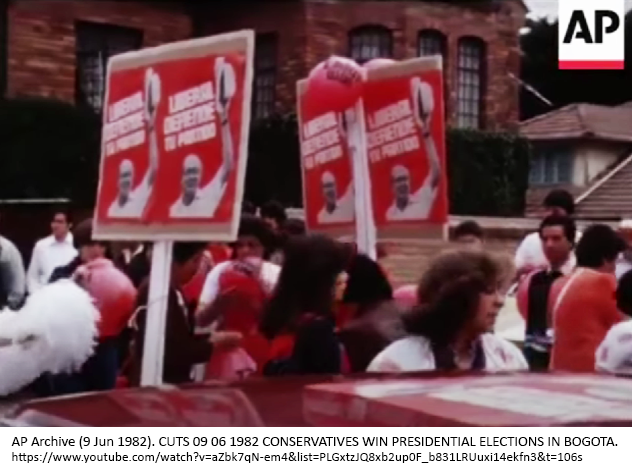 AP
LIBERAL
DEFIENDE
TU PARTIDO
LIBERAL
DEFIENDE
TU PARTIDO
LIBERAL
DEFIENDE
TU PARTIDO
LIBERAL
DEFIENDE
TU PARTIDO
AP Archive (9 Jun 1982). CUTS 09 06 1982 CONSERVATIVES WIN PRESIDENTIAL ELECTIONS IN BOGOTA.
https://www.youtube.com/watch?v=aZbk7qN-em4&list=PLGxtzJQ8xb2up0F_b831LRUuxi14ekfn3&t=106s